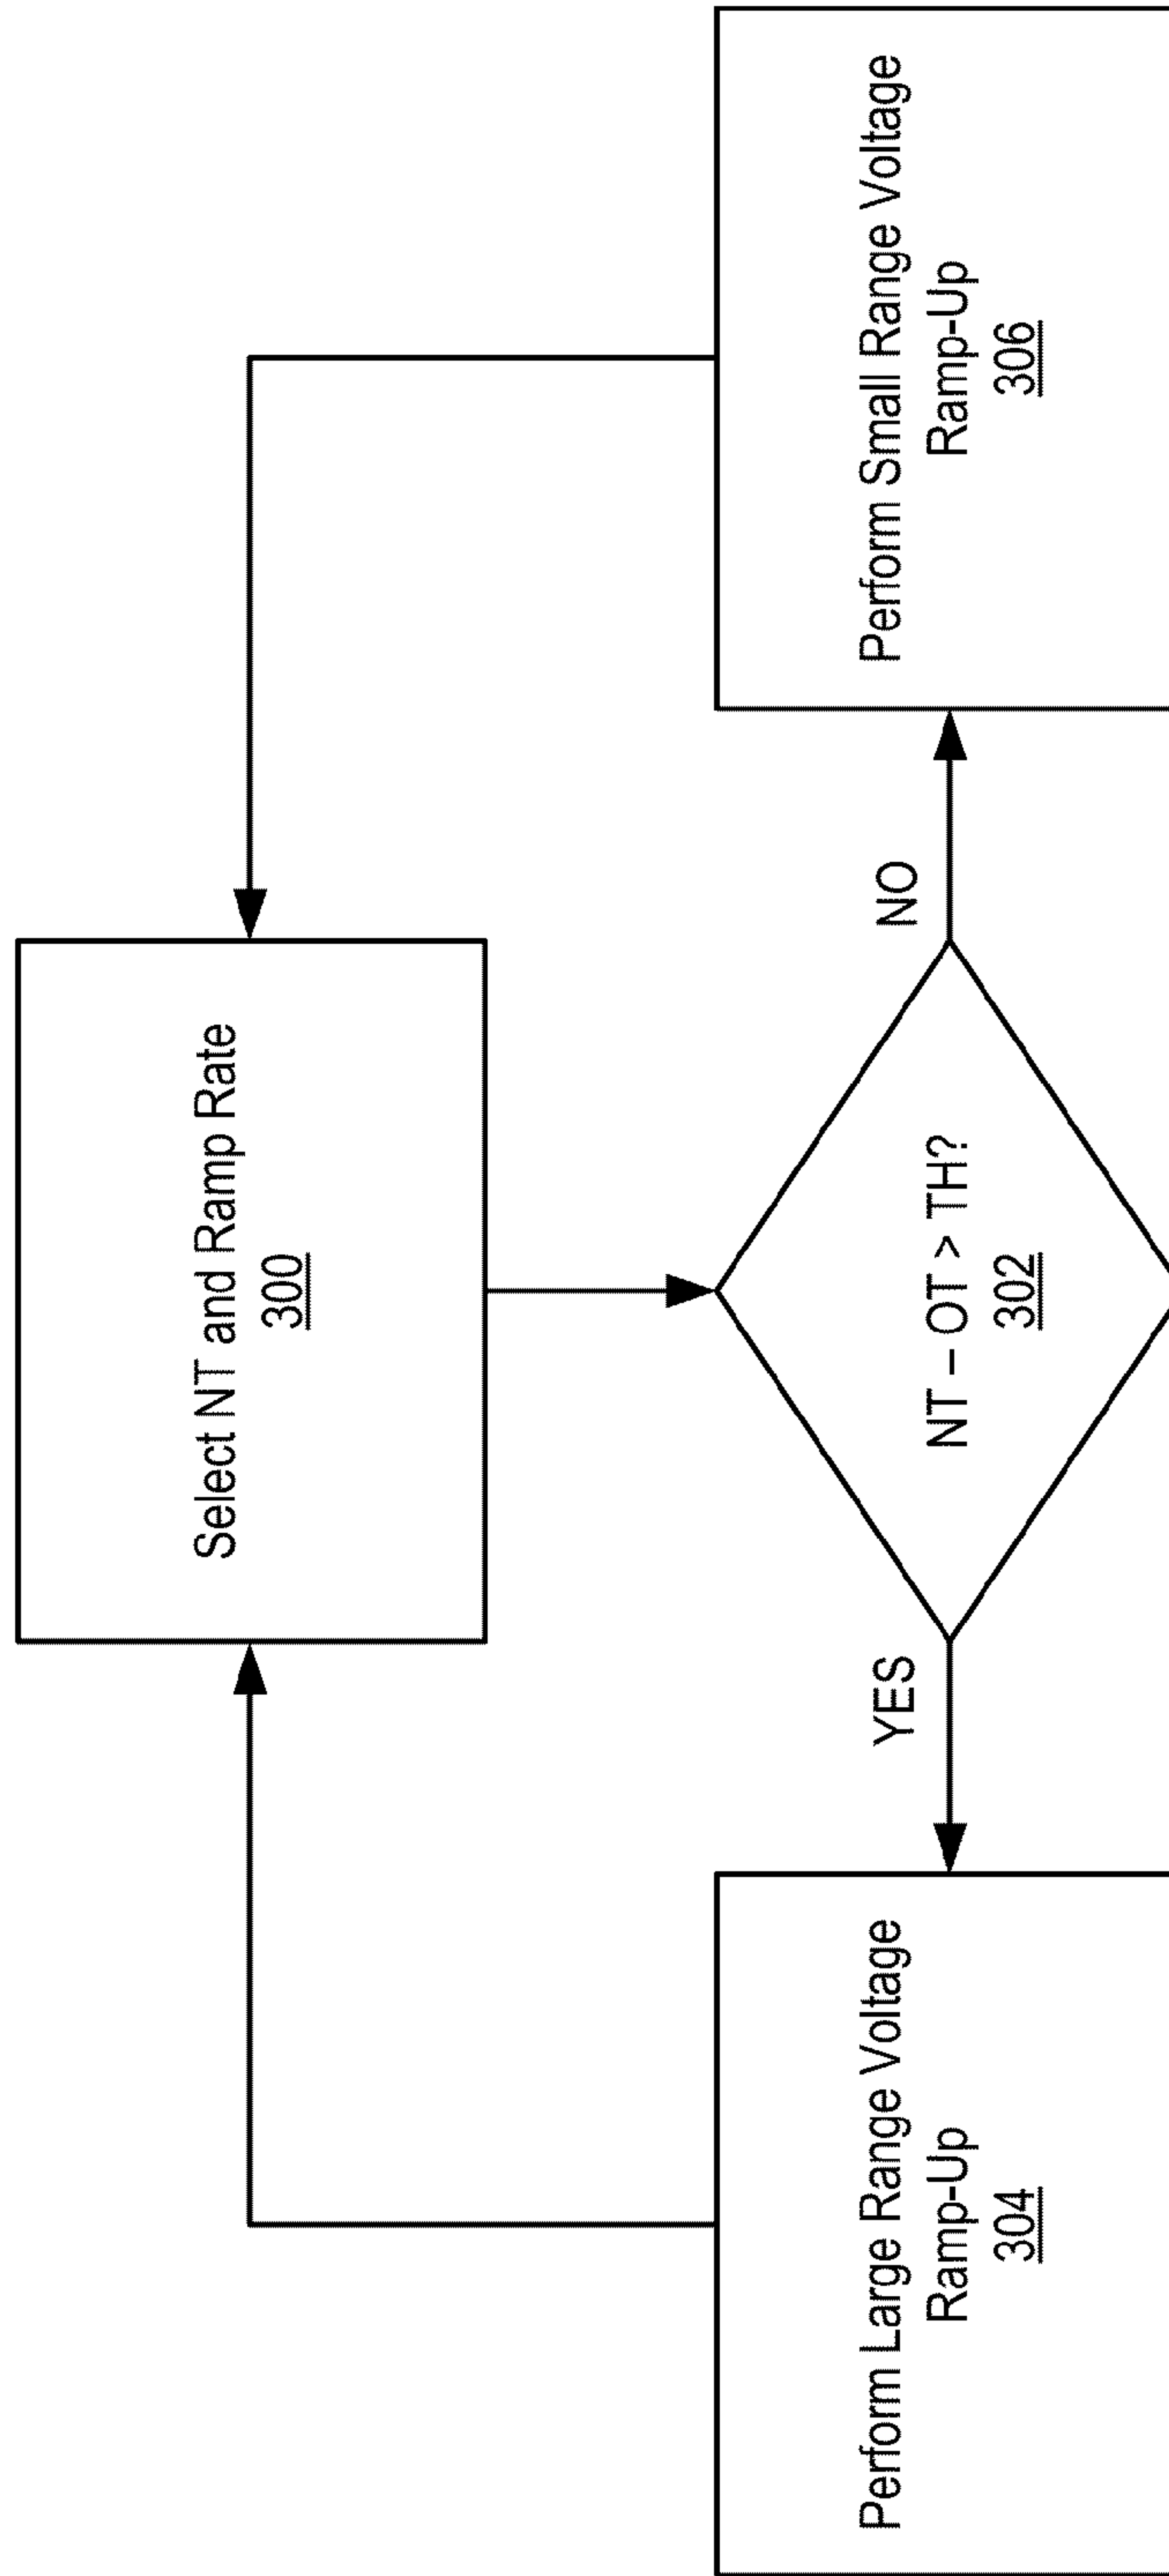 Select NT and Ramp Rate
300
NT – OT > TH?
302
YES
NO
Perform Large Range Voltage
Ramp-Up
304
Perform Small Range Voltage
Ramp-Up
306